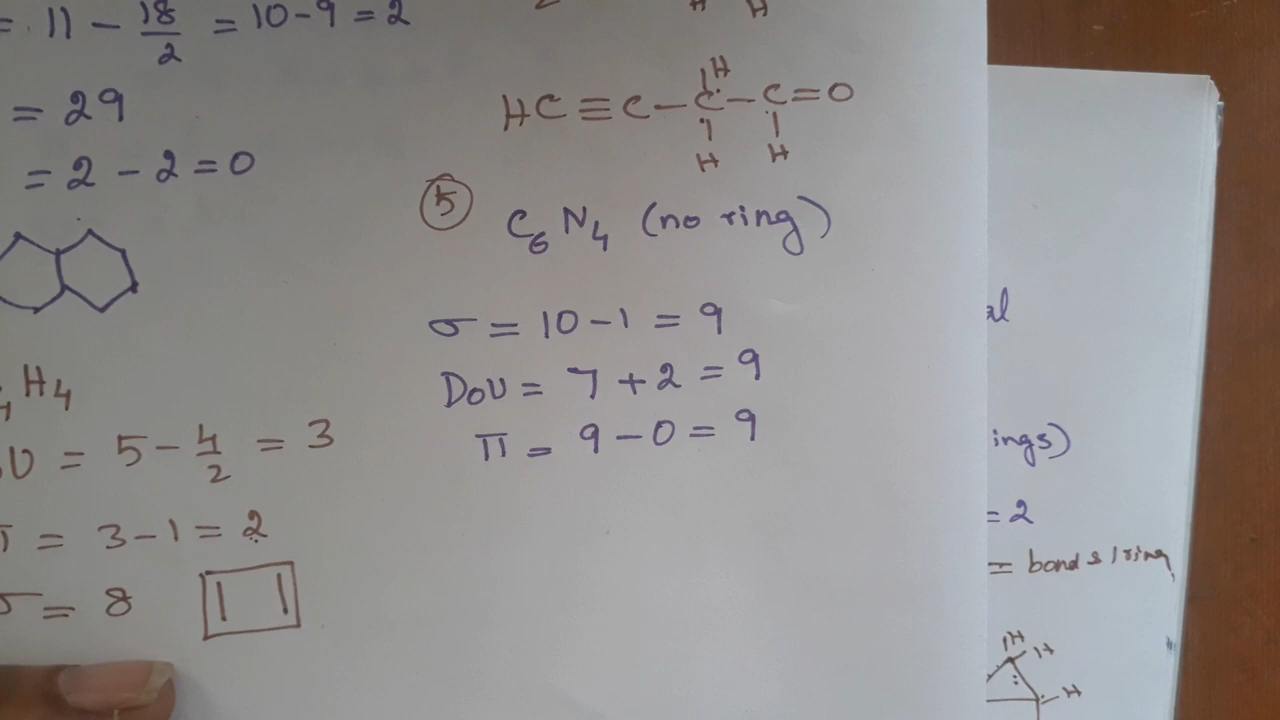 = 11 - 18/2 = 10-9 = 2
= 29
= 2 - 2 = 0
H4
U = 5 - 4/2 = 3
π = 3-1 = 2
σ = 8
H H
H
HC≡C-C-C=O
H H
5 C6N4 (no ring)
σ = 10-1 = 9
DOU = 7+2 = 9
π = 9-0 = 9
al
ings)
= 2
= bonds/ring
H H
H